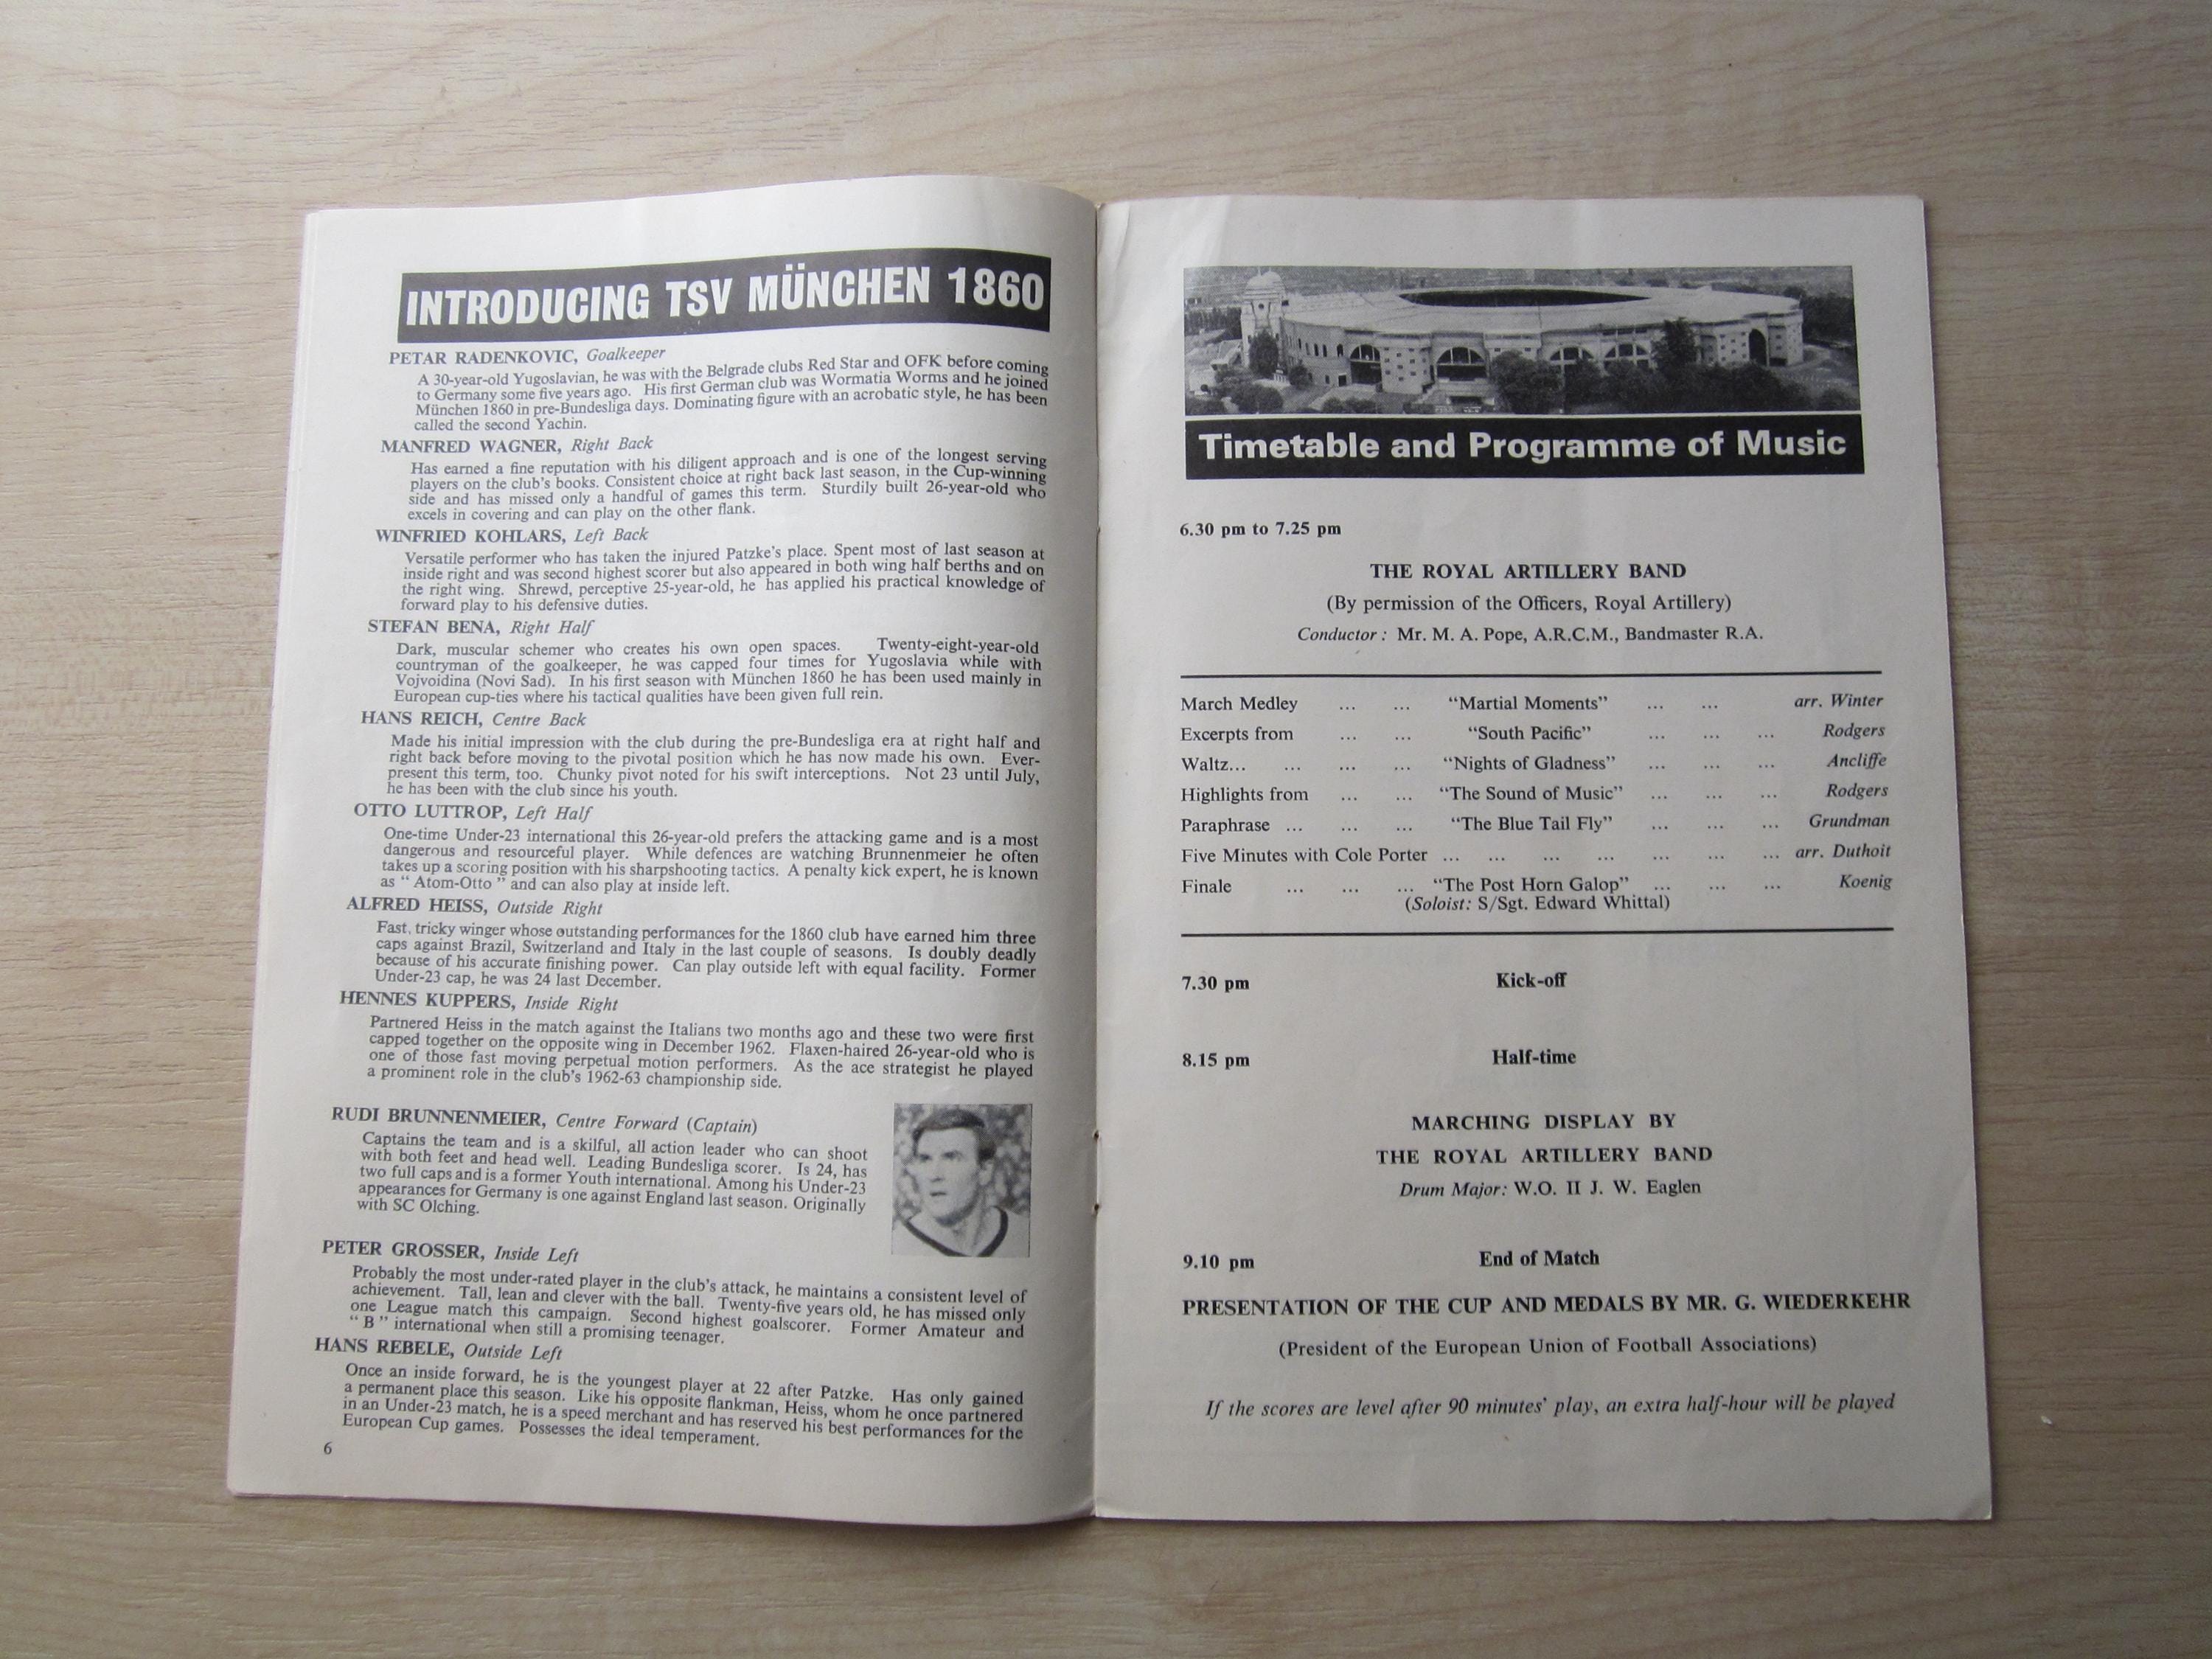 INTRODUCING TSV MÜNCHEN 1860
PETAR RADENKOVIC, Goalkeeper
A 30-year-old Yugoslavian, he was with the Belgrade clubs Red Star and OFK before coming
to Germany some five years ago. His first German club was Wormatia Worms and he joined
München 1860 in pre-Bundesliga days. Dominating figure with an acrobatic style, he has been
called the second Yachin.
MANFRED WAGNER, Right Back
Has earned a fine reputation with his diligent approach and is one of the longest serving
players on the club's books. Consistent choice at right back last season, in the Cup-winning
side and has missed only a handful of games this term. Sturdily built 26-year-old who
excels in covering and can play on the other flank.
WINFRIED KOHLARS, Left Back
Versatile performer who has taken the injured Patzke's place. Spent most of last season at
inside right and was second highest scorer but also appeared in both wing half berths and on
the right wing. Shrewd, perceptive 25-year-old, he has applied his practical knowledge of
forward play to his defensive duties.
STEFAN BENA, Right Half
Dark, muscular schemer who creates his own open spaces. Twenty-eight-year-old
countryman of the goalkeeper, he was capped four times for Yugoslavia while with
Vojvoidina (Novi Sad). In his first season with München 1860 he has been used mainly in
European cup-ties where his tactical qualities have been given full rein.
HANS REICH, Centre Back
Made his initial impression with the club during the pre-Bundesliga era at right half and
right back before moving to the pivotal position which he has now made his own. Ever-
present this term, too. Chunky pivot noted for his swift interceptions. Not 23 until July,
he has been with the club since his youth.
OTTO LUTTROP, Left Half
One-time Under-23 international this 26-year-old prefers the attacking game and is a most
dangerous and resourceful player. While defences are watching Brunnenmeier he often
takes up a scoring position with his sharpshooting tactics. A penalty kick expert, he is known
as “ Atom-Otto ” and can also play at inside left.
ALFRED HEISS, Outside Right
Fast, tricky winger whose outstanding performances for the 1860 club have earned him three
caps against Brazil, Switzerland and Italy in the last couple of seasons. Is doubly deadly
because of his accurate finishing power. Can play outside left with equal facility. Former
Under-23 cap, he was 24 last December.
HENNES KUPPERS, Inside Right
Partnered Heiss in the match against the Italians two months ago and these two were first
capped together on the opposite wing in December 1962. Flaxen-haired 26-year-old who is
one of those fast moving perpetual motion performers. As the ace strategist he played
a prominent role in the club's 1962-63 championship side.
RUDI BRUNNENMEIER, Centre Forward (Captain)
Captains the team and is a skilful, all action leader who can shoot
with both feet and head well. Leading Bundesliga scorer. Is 24, has
two full caps and is a former Youth international. Among his Under-23
appearances for Germany is one against England last season. Originally
with SC Olching.
PETER GROSSER, Inside Left
Probably the most under-rated player in the club's attack, he maintains a consistent level of
achievement. Tall, lean and clever with the ball. Twenty-five years old, he has missed only
one League match this campaign. Second highest goalscorer. Former Amateur and
“ B ” international when still a promising teenager.
HANS REBELE, Outside Left
Once an inside forward, he is the youngest player at 22 after Patzke. Has only gained
a permanent place this season. Like his opposite flankman, Heiss, whom he once partnered
in an Under-23 match, he is a speed merchant and has reserved his best performances for the
European Cup games. Possesses the ideal temperament.
6
Timetable and Programme of Music
6.30 pm to 7.25 pm
THE ROYAL ARTILLERY BAND
(By permission of the Officers, Royal Artillery)
Conductor : Mr. M. A. Pope, A.R.C.M., Bandmaster R.A.
March Medley ... ... “Martial Moments” ... ... arr. Winter
Excerpts from ... ... “South Pacific” ... ... ... Rodgers
Waltz... ... ... ... “Nights of Gladness” ... ... ... Ancliffe
Highlights from ... ... “The Sound of Music” ... ... ... Rodgers
Paraphrase ... ... ... “The Blue Tail Fly” ... ... ... Grundman
Five Minutes with Cole Porter ... ... ... ... ... ... ... arr. Duthoit
Finale ... ... ... “The Post Horn Galop” ... ... ... Koenig
(Soloist: S/Sgt. Edward Whittal)
7.30 pm Kick-off
8.15 pm Half-time
MARCHING DISPLAY BY
THE ROYAL ARTILLERY BAND
Drum Major: W.O. II J. W. Eaglen
9.10 pm End of Match
PRESENTATION OF THE CUP AND MEDALS BY MR. G. WIEDERKEHR
(President of the European Union of Football Associations)
If the scores are level after 90 minutes' play, an extra half-hour will be played